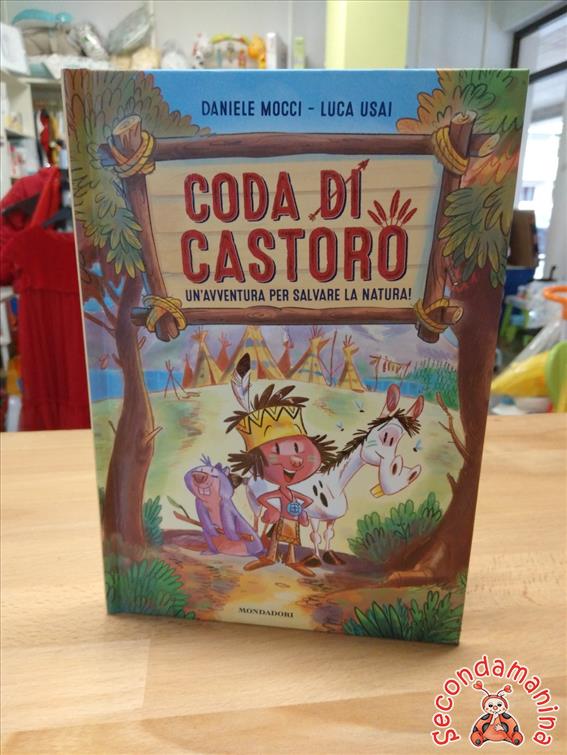 DANIELE MOCCI - LUCA USAI
CODA DI
CASTORO
UN'AVVENTURA PER SALVARE LA NATURA!
MONDADORI
Secondamanina